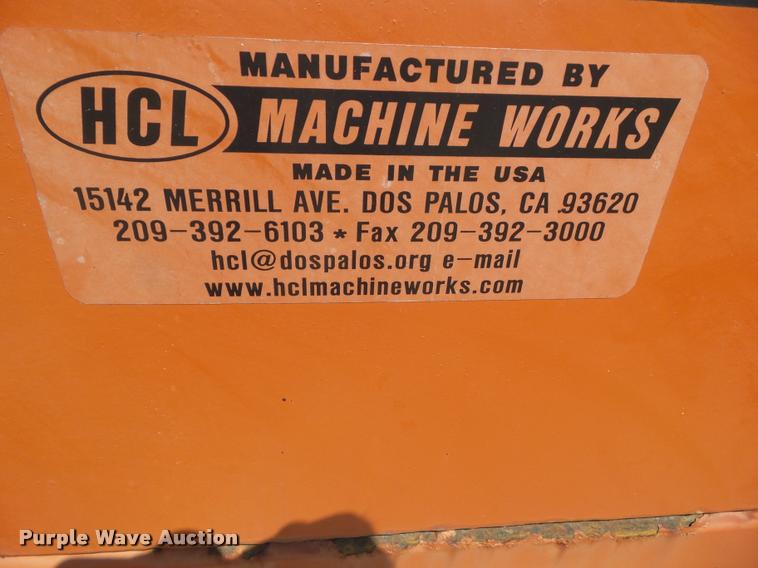 MANUFACTURED BY
HCL MACHINE WORKS
MADE IN THE USA
15142 MERRILL AVE. DOS PALOS, CA .93620
209-392-6103 * Fax 209-392-3000
hcl@dospalos.org e-mail
www.hclmachineworks.com
Purple Wave Auction